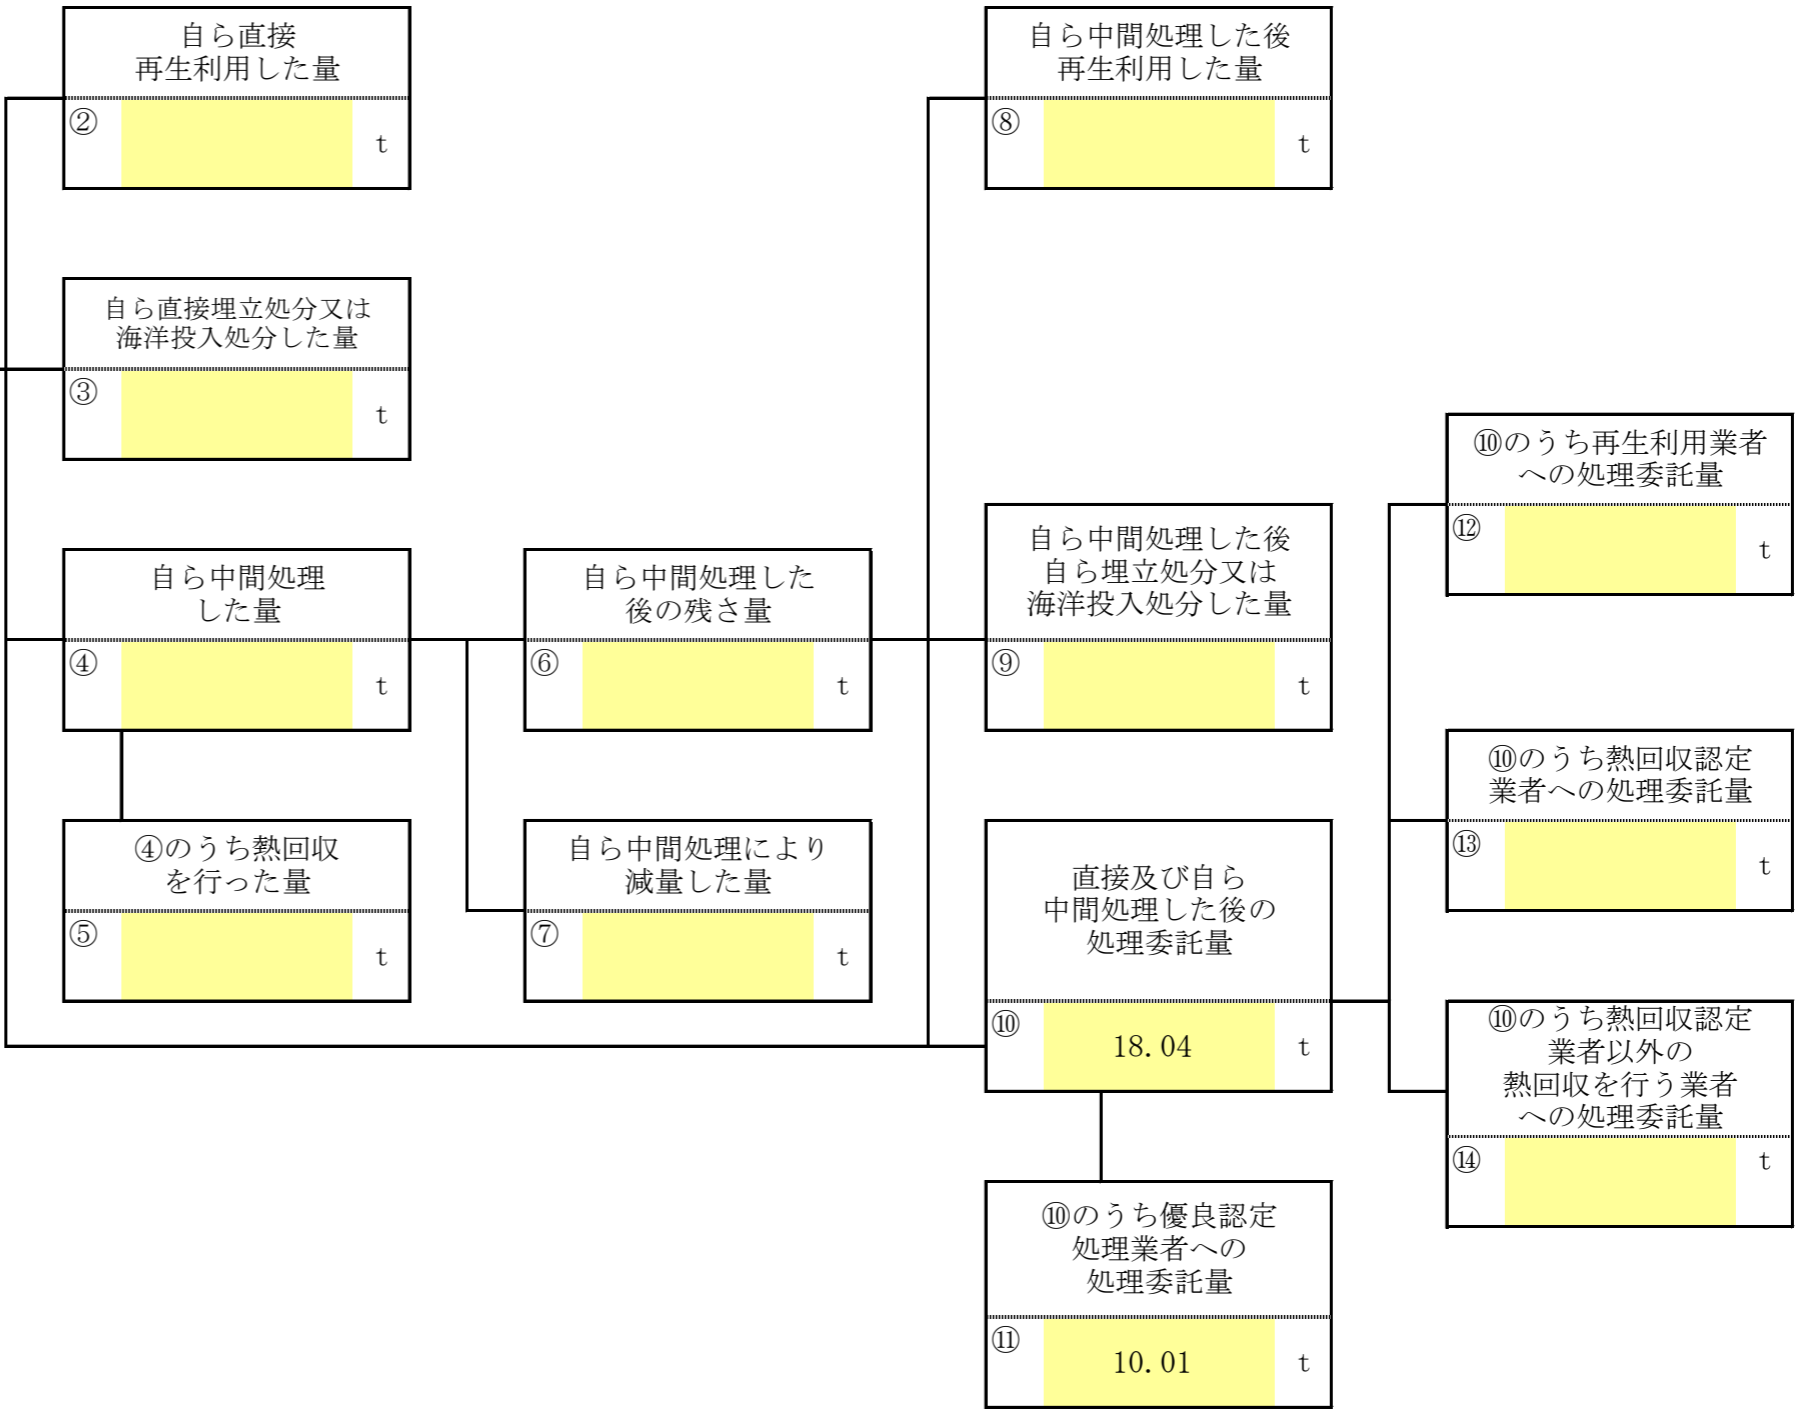 自ら直接
再生利用した量
②
t
自ら中間処理した後
再生利用した量
⑧
t
自ら直接埋立処分又は
海洋投入処分した量
③
t
⑩のうち再生利用業者
への処理委託量
⑫
t
自ら中間処理
した量
④
t
自ら中間処理した
後の残さ量
⑥
t
自ら中間処理した後
自ら埋立処分又は
海洋投入処分した量
⑨
t
⑩のうち熱回収認定
業者への処理委託量
⑬
t
④のうち熱回収
を行った量
⑤
t
自ら中間処理により
減量した量
⑦
t
直接及び自ら
中間処理した後の
処理委託量
⑩ 18.04 t
⑩のうち熱回収認定
業者以外の
熱回収を行う業者
への処理委託量
⑭
t
⑩のうち優良認定
処理業者への
処理委託量
⑪ 10.01 t